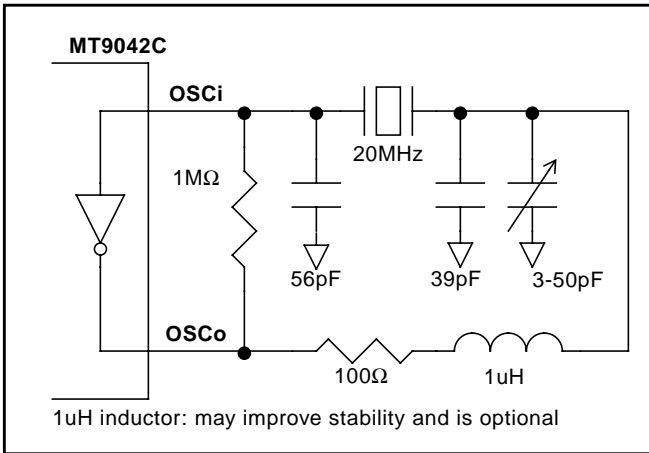 MT9042C
OSCi
20MHz
1MΩ
56pF
39pF
3-50pF
OSCo
100Ω
1uH
1uH inductor: may improve stability and is optional